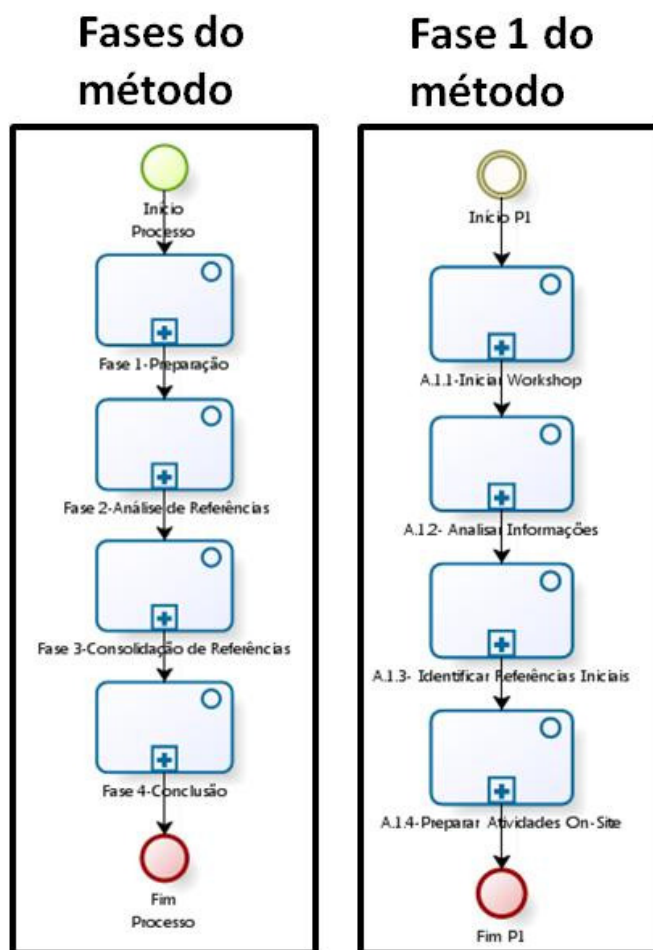 Fases do
método
Início
Processo
Fase 1-Preparação
Fase 2-Análise de Referências
Fase 3-Consolidação de Referências
Fase 4-Conclusão
Fim
Processo
Fase 1 do
método
Início P1
A.1.1-Iniciar Workshop
A.1.2- Analisar Informações
A.1.3- Identificar Referências Iniciais
A.1.4-Preparar Atividades On-Site
Fim P1